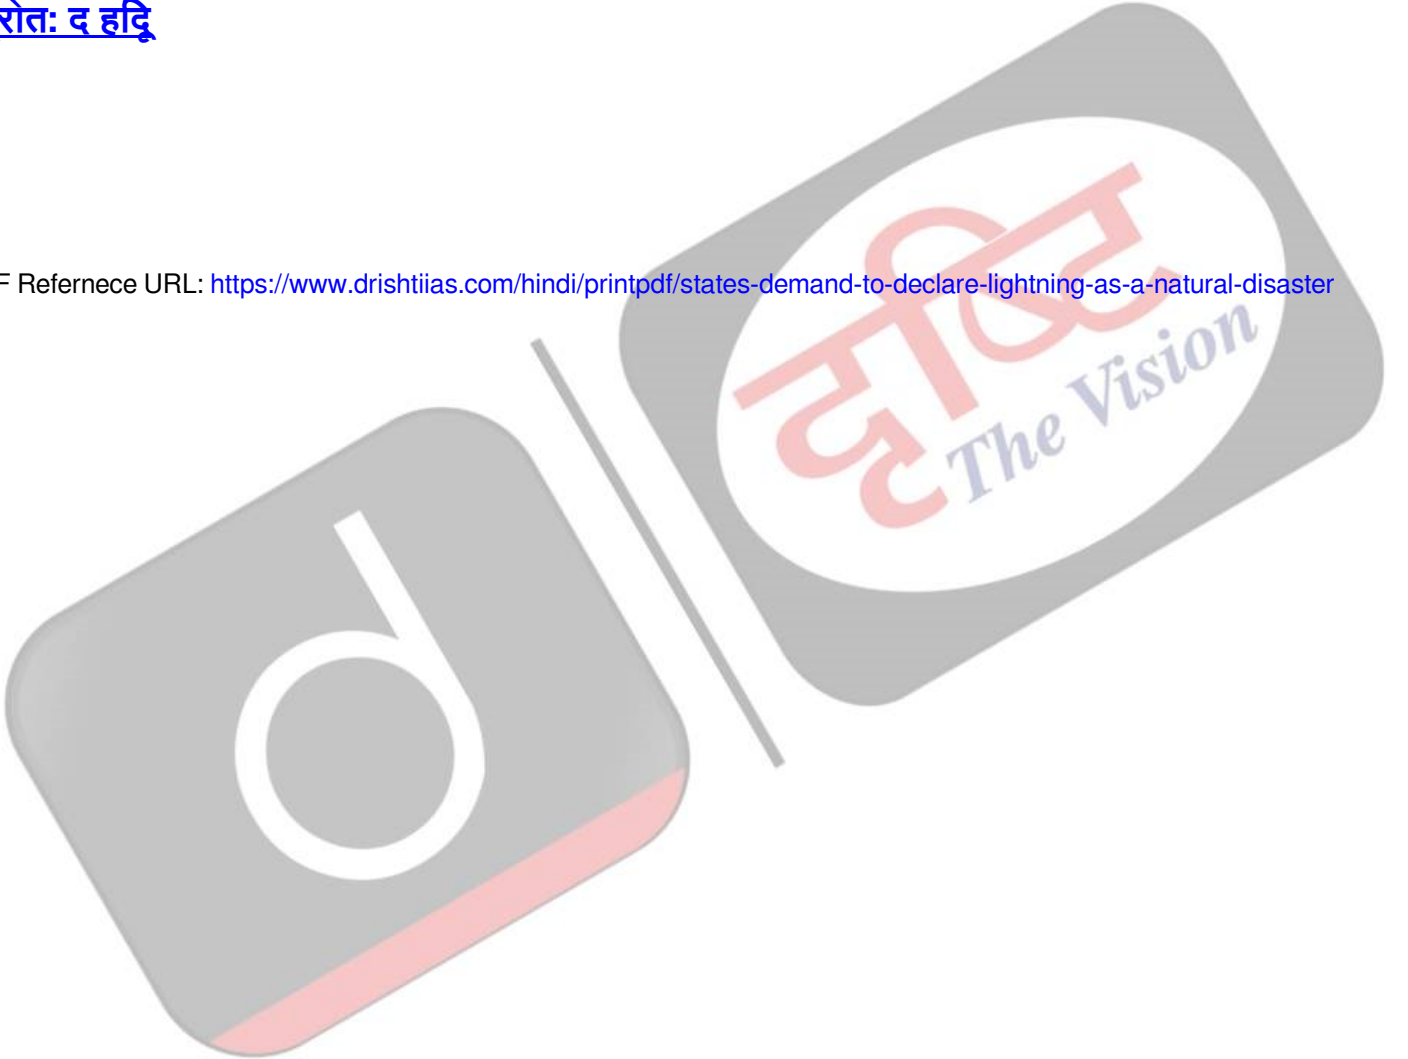 रोत: द हिंदू
F Refernece URL: https://www.drishtiias.com/hindi/printpdf/states-demand-to-declare-lightning-as-a-natural-disaster
दृष्टि
The Vision
d